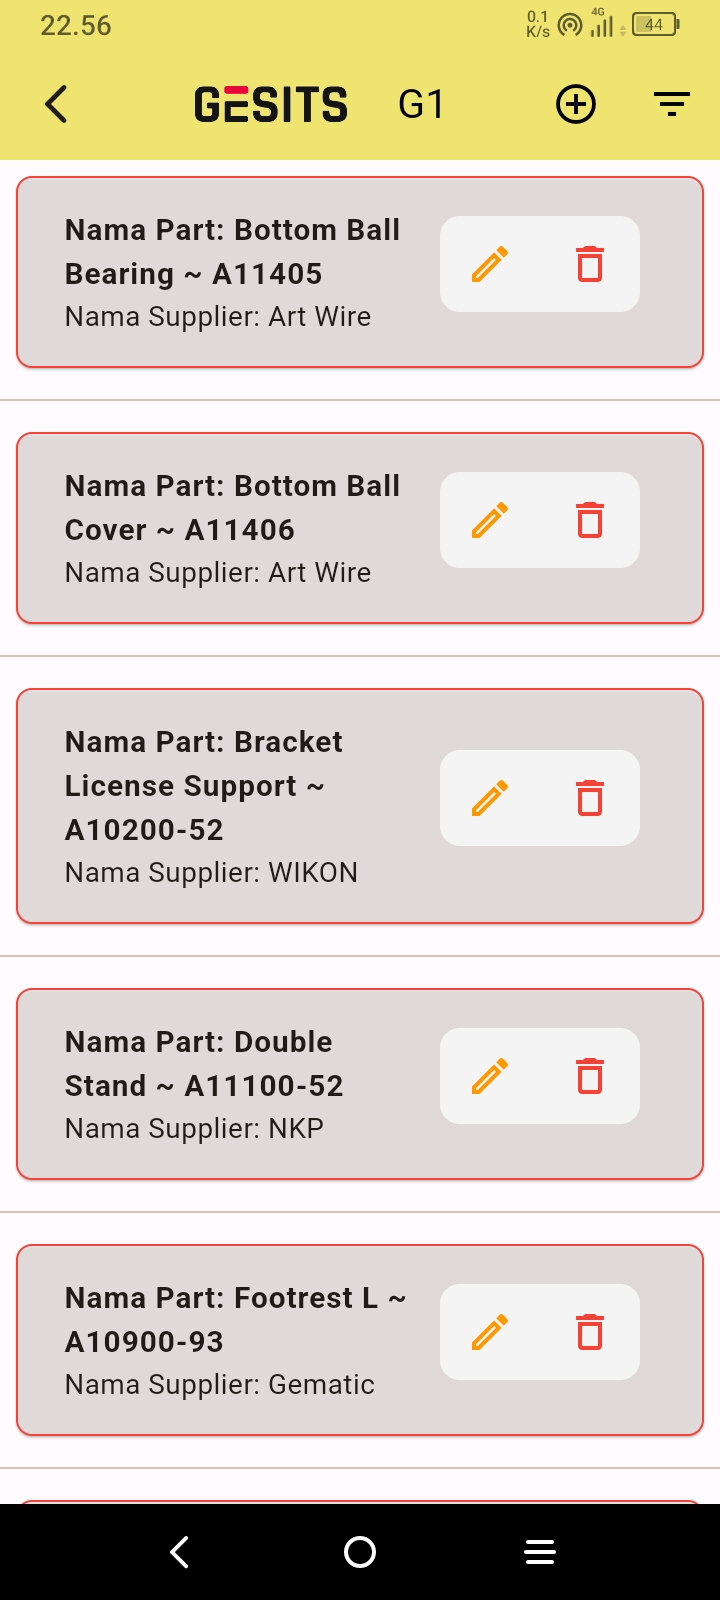 22.56
0.1
K/s
4G
44
GESITS G1
Nama Part: Bottom Ball
Bearing ~ A11405
Nama Supplier: Art Wire
Nama Part: Bottom Ball
Cover ~ A11406
Nama Supplier: Art Wire
Nama Part: Bracket
License Support ~
A10200-52
Nama Supplier: WIKON
Nama Part: Double
Stand ~ A11100-52
Nama Supplier: NKP
Nama Part: Footrest L ~
A10900-93
Nama Supplier: Gematic